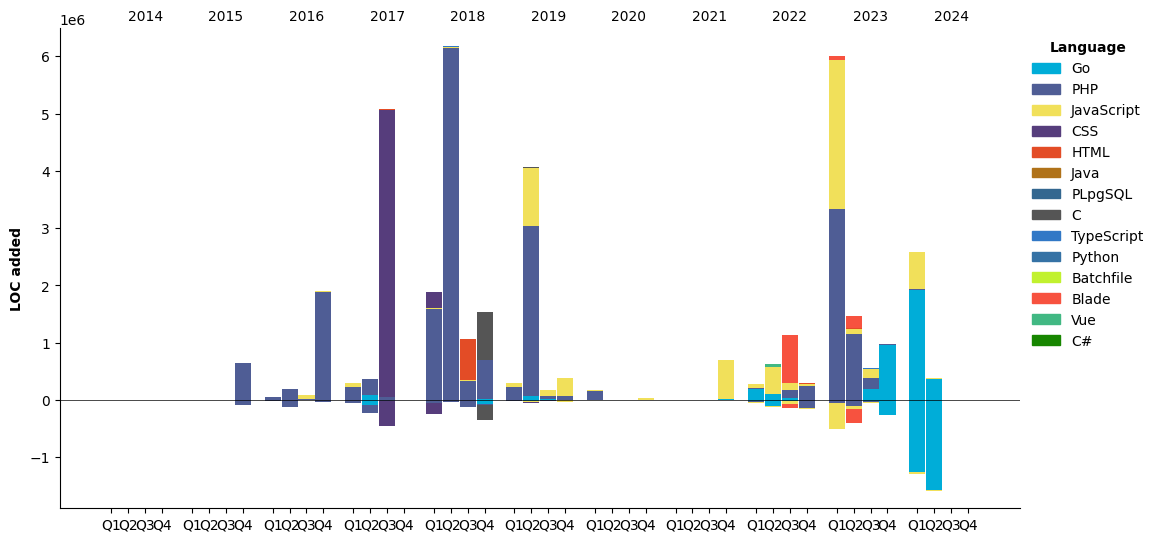 2014 2015 2016 2017 2018 2019 2020 2021 2022 2023 2024
1e6
Language
Go
PHP
JavaScript
CSS
HTML
Java
PLpgSQL
C
TypeScript
Python
Batchfile
Blade
Vue
C#
LOC added
6
5
4
3
2
1
0
−1
Q1Q2Q3Q4 Q1Q2Q3Q4 Q1Q2Q3Q4 Q1Q2Q3Q4 Q1Q2Q3Q4 Q1Q2Q3Q4 Q1Q2Q3Q4 Q1Q2Q3Q4 Q1Q2Q3Q4 Q1Q2Q3Q4 Q1Q2Q3Q4